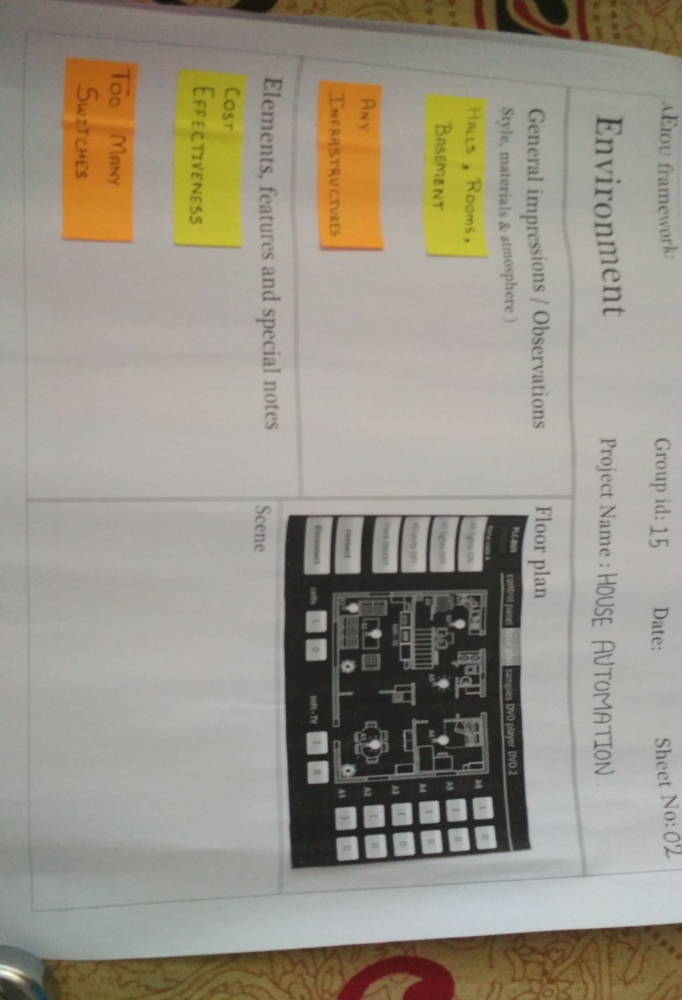 AEIOU framework:
Group id: 15
Date:
Sheet No: 02
Environment
Project Name : HOUSE AUTOMATION
General impressions / Observations
Style, materials & atmosphere )
HALLS, ROOMS,
BASEMENT
ANY
INFRASTRUCTURES
Elements, features and special notes
COST
EFFECTIVENESS
TOO MANY
SWITCHES
Floor plan
PLC-BUS
control panel floor plan samples DVD player DVD 2
all lights ON
all lights OFF
all units OFF
check ON/OFF
connect
disconnect
HIFI - TV
A6 1 0
A5 1 0
A4 1 0
A3 1 0
A2 1 0
A1 1 0
1 0
HIFI - TV 1 0
Scene